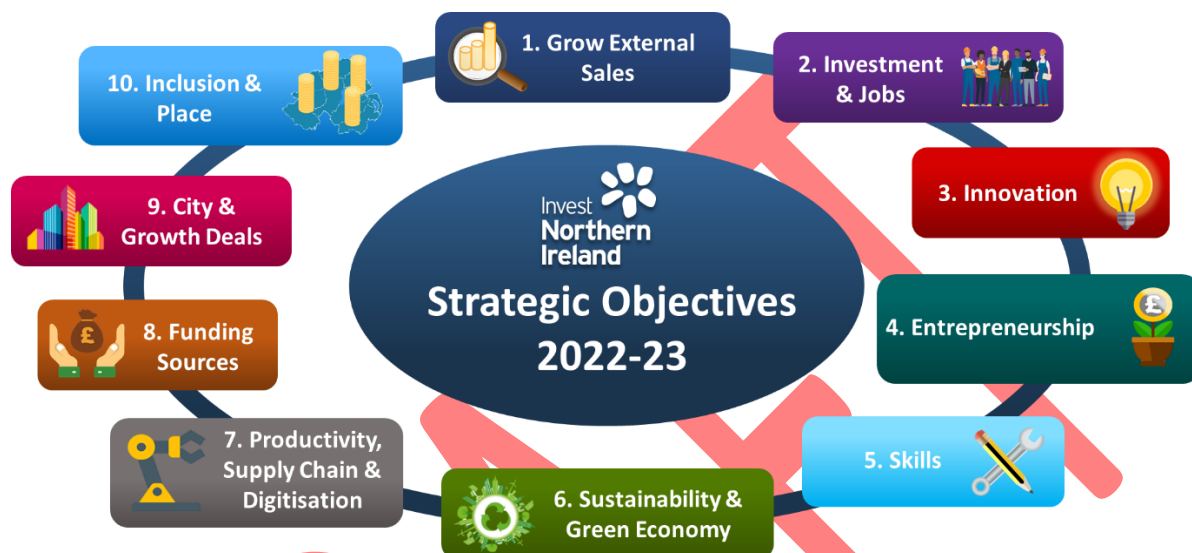 1. Grow External
Sales
2. Investment
& Jobs
3. Innovation
4. Entrepreneurship
5. Skills
6. Sustainability &
Green Economy
7. Productivity,
Supply Chain &
Digitisation
8. Funding
Sources
9. City &
Growth Deals
10. Inclusion &
Place
Invest
Northern
Ireland
Strategic Objectives
2022-23